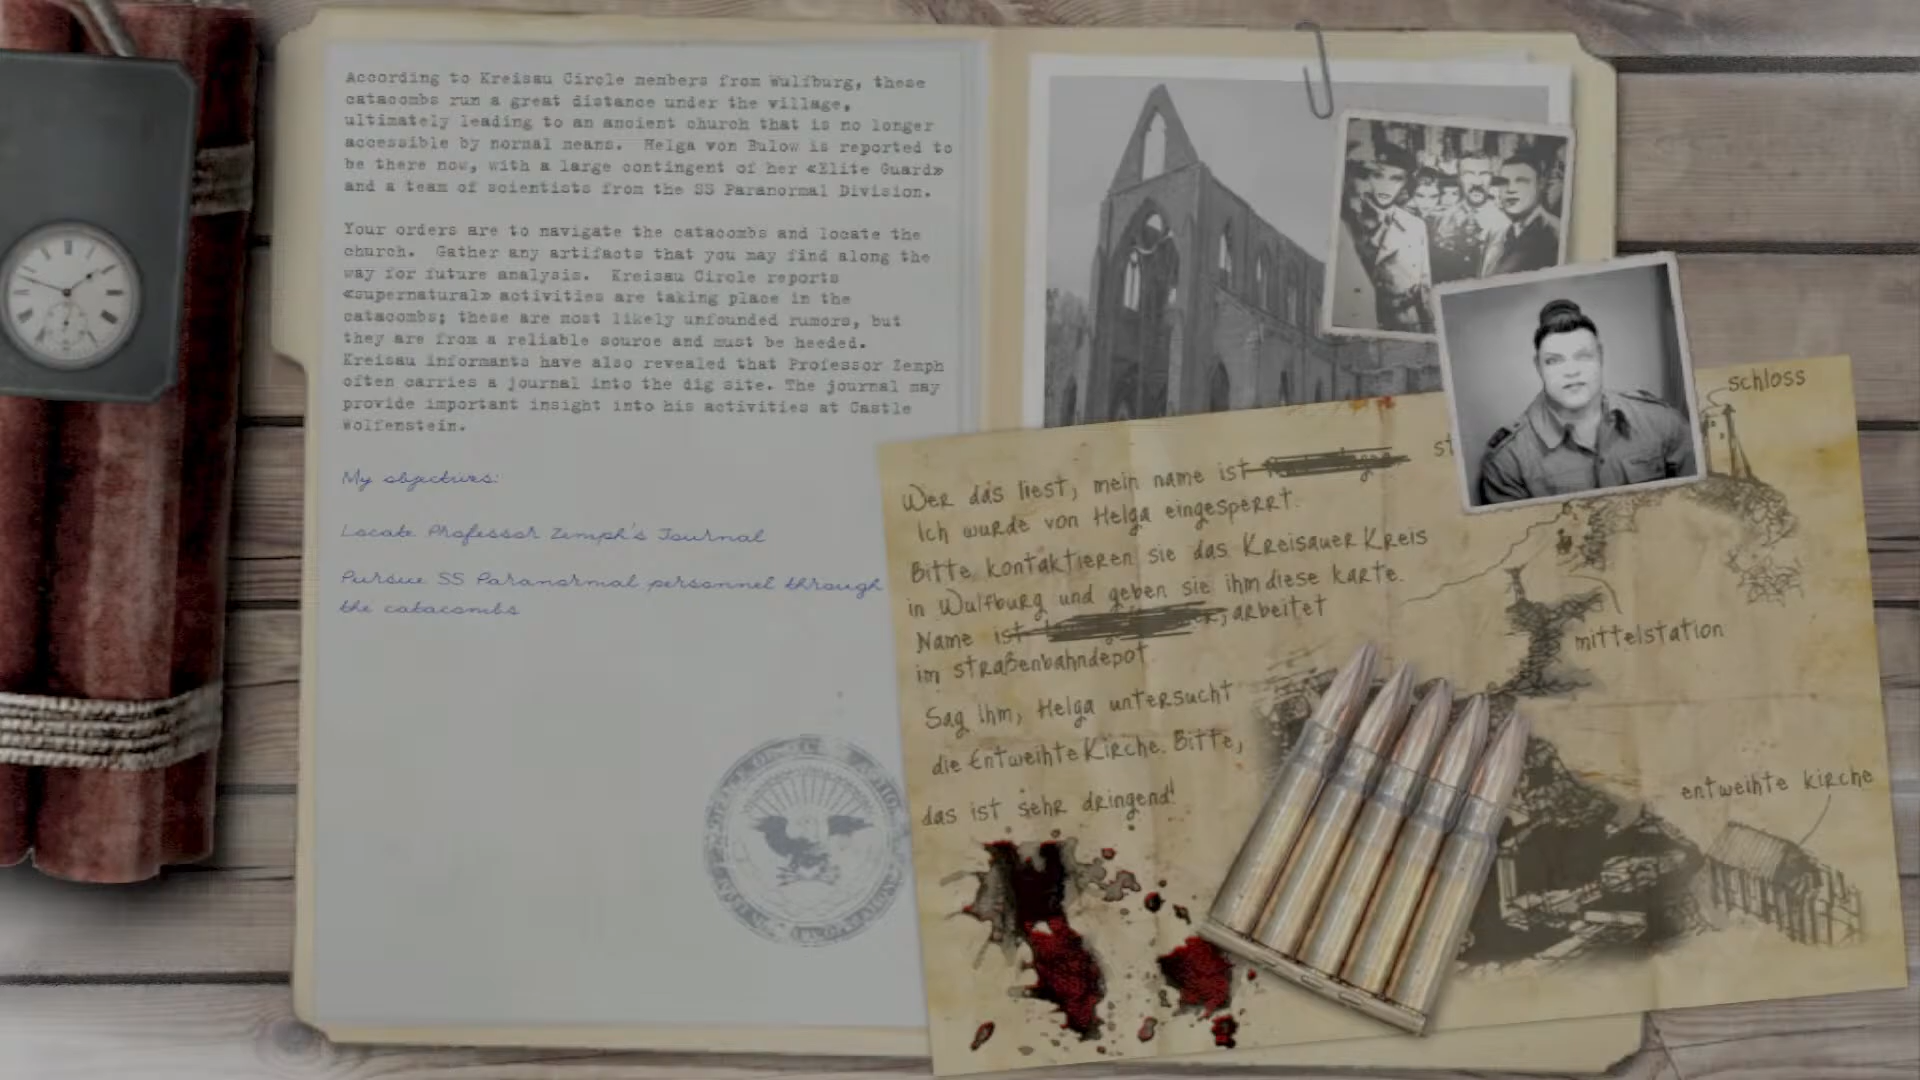 According to Kreisau Circle members from Wulfburg, these
catacombs run a great distance under the village,
ultimately leading to an ancient church that is no longer
accessible by normal means. Helga von Bulow is reported to
be there now, with a large contingent of her «Elite Guard»
and a team of scientists from the SS Paranormal Division.
Your orders are to navigate the catacombs and locate the
church. Gather any artifacts that you may find along the
way for future analysis. Kreisau Circle reports
«supernatural» activities are taking place in the
catacombs; these are most likely unfounded rumors, but
they are from a reliable source and must be heeded.
Kreisau informants have also revealed that Professor Zemph
often carries a journal into the dig site. The journal may
provide important insight into his activities at Castle
Wolfenstein.
My objectives:
Locate Professor Zemph's Journal
Pursue SS Paranormal personnel through
the catacombs
Wer das liest, mein name ist
Ich wurde von Helga eingesperrt.
Bitte kontaktieren sie das Kreisauer Kreis
in Wulfburg und geben sie ihm diese karte.
Name ist arbeitet
im straßenbahndepot
Sag ihm, Helga untersucht
die Entweihte Kirche. Bitte,
das ist sehr dringend!
schloss
mittelstation
entweihte kirche